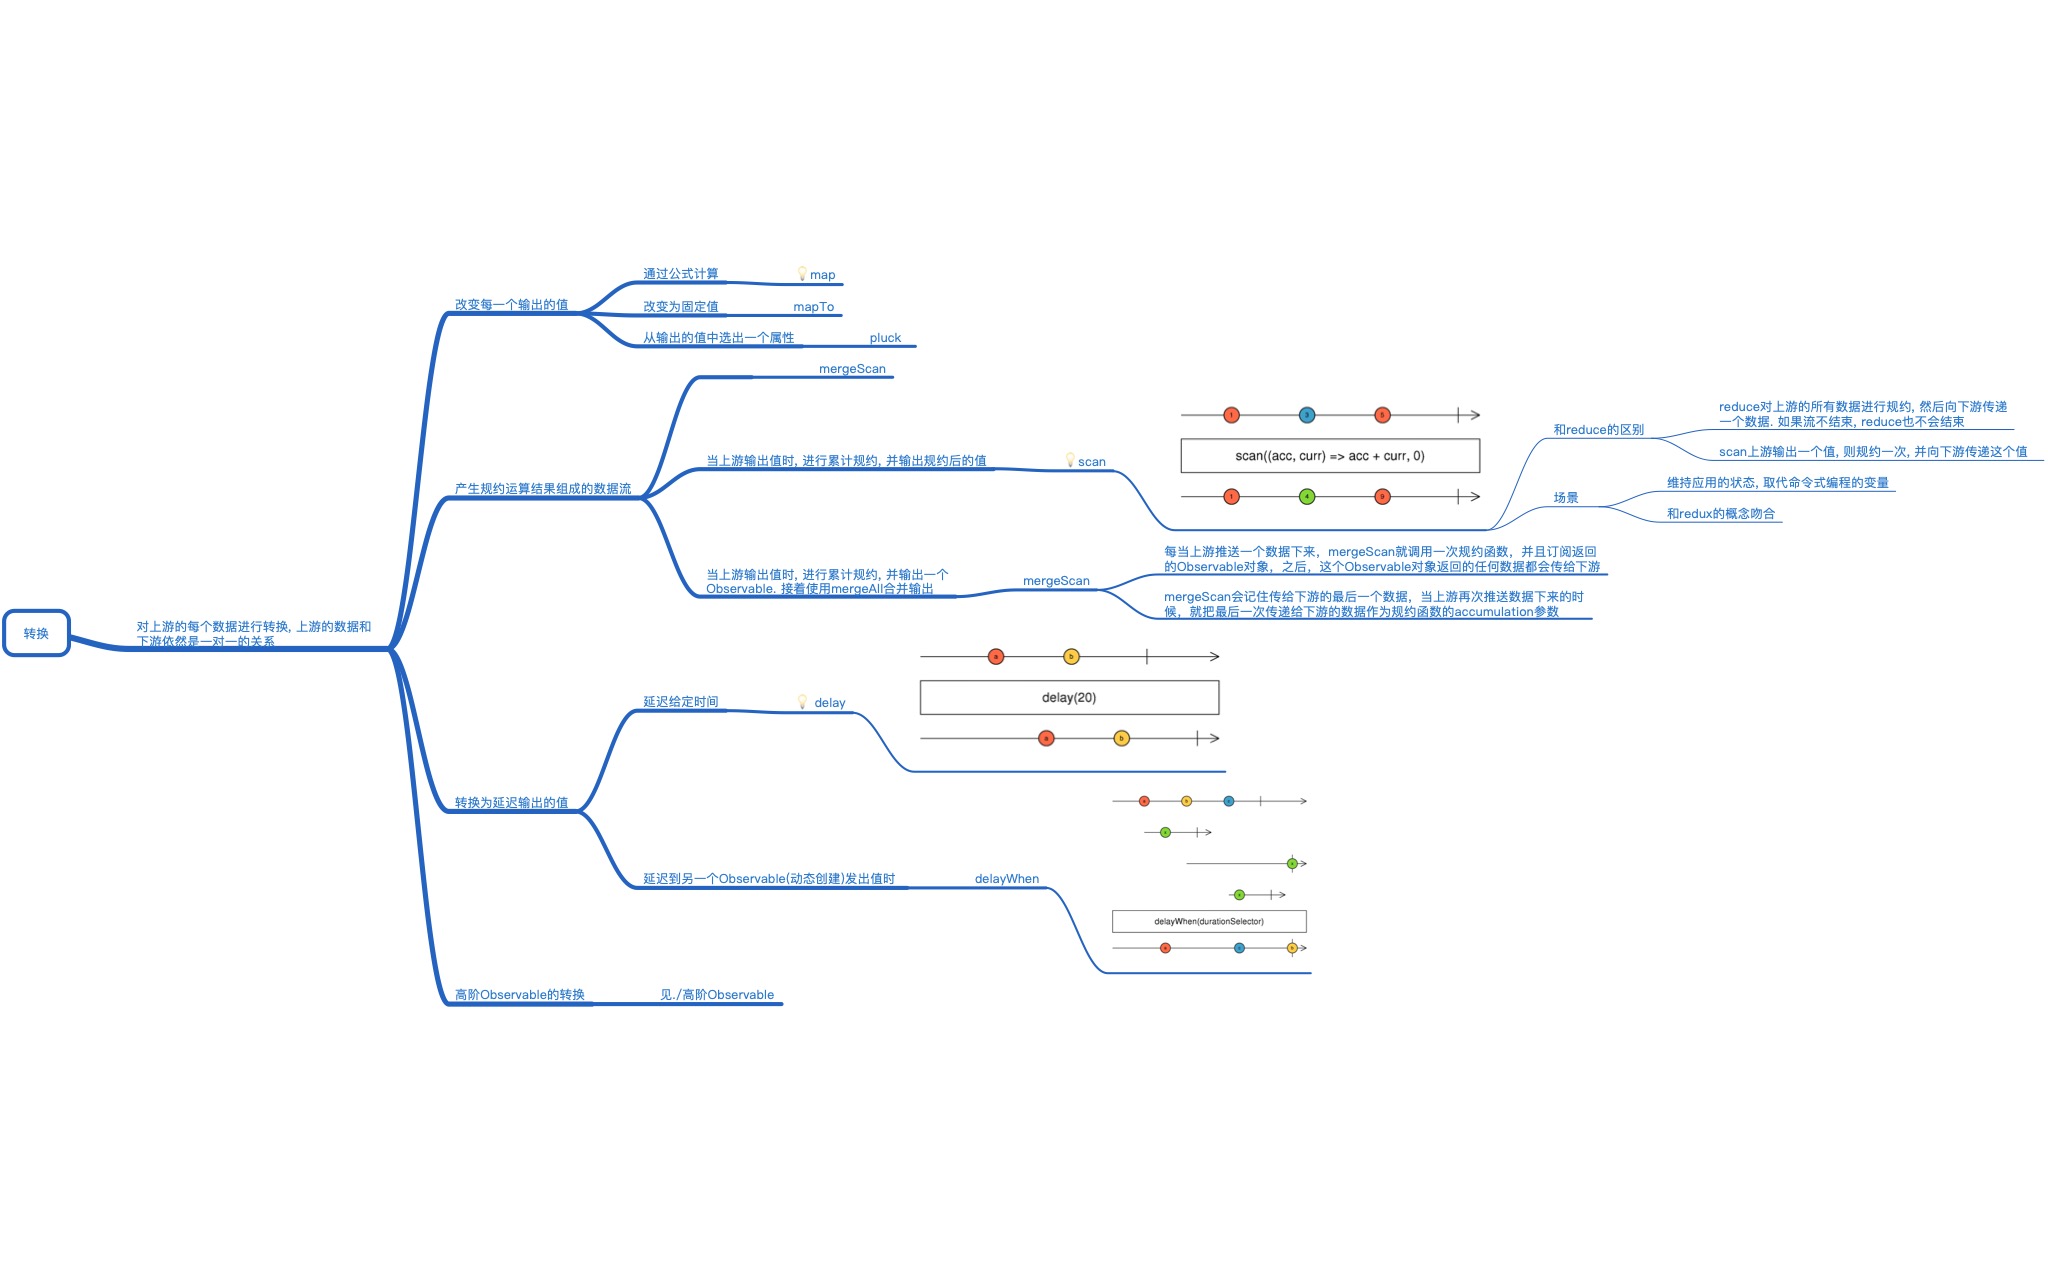 转换
对上游的每个数据进行转换, 上游的数据和
下游依然是一对一的关系
改变每一个输出的值
通过公式计算
map
改变为固定值
mapTo
从输出的值中选出一个属性
pluck
产生规约运算结果组成的数据流
mergeScan
当上游输出值时, 进行累计规约, 并输出规约后的值
scan
1 3 5
scan((acc, curr) => acc + curr, 0)
1 4 9
和reduce的区别
reduce对上游的所有数据进行规约, 然后向下游传递
一个数据. 如果流不结束, reduce也不会结束
scan上游输出一个值, 则规约一次, 并向下游传递这个值
场景
维持应用的状态, 取代命令式编程的变量
和redux的概念吻合
当上游输出值时, 进行累计规约, 并输出一个
Observable. 接着使用mergeAll合并输出
mergeScan
每当上游推送一个数据下来，mergeScan就调用一次规约函数，并且订阅返回
的Observable对象，之后，这个Observable对象返回的任何数据都会传给下游
mergeScan会记住传给下游的最后一个数据，当上游再次推送数据下来的时
候，就把最后一次传递给下游的数据作为规约函数的accumulation参数
转换为延迟输出的值
延迟给定时间
delay
a b
delay(20)
a b
延迟到另一个Observable(动态创建)发出值时
delayWhen
delayWhen(durationSelector)
高阶Observable的转换
见./高阶Observable